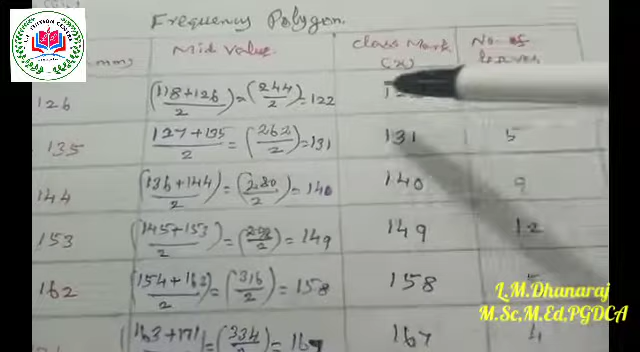 Frequency Polygon.
mm) Mid value Class Mark (x) No. of leaves
126 (118+126)/2 = (244/2) = 122
135 127+135/2 = (262/2) = 131 131 5
144 (136+144)/2 = (280/2) = 140 140 9
153 (145+153)/2 = (298/2) = 149 149 12
162 (154+162)/2 = (316/2) = 158 158 5
(163+171)/2 = (334/2) = 167 167 4
L.M.Dhanaraj
M.Sc,M.Ed,PGDCA